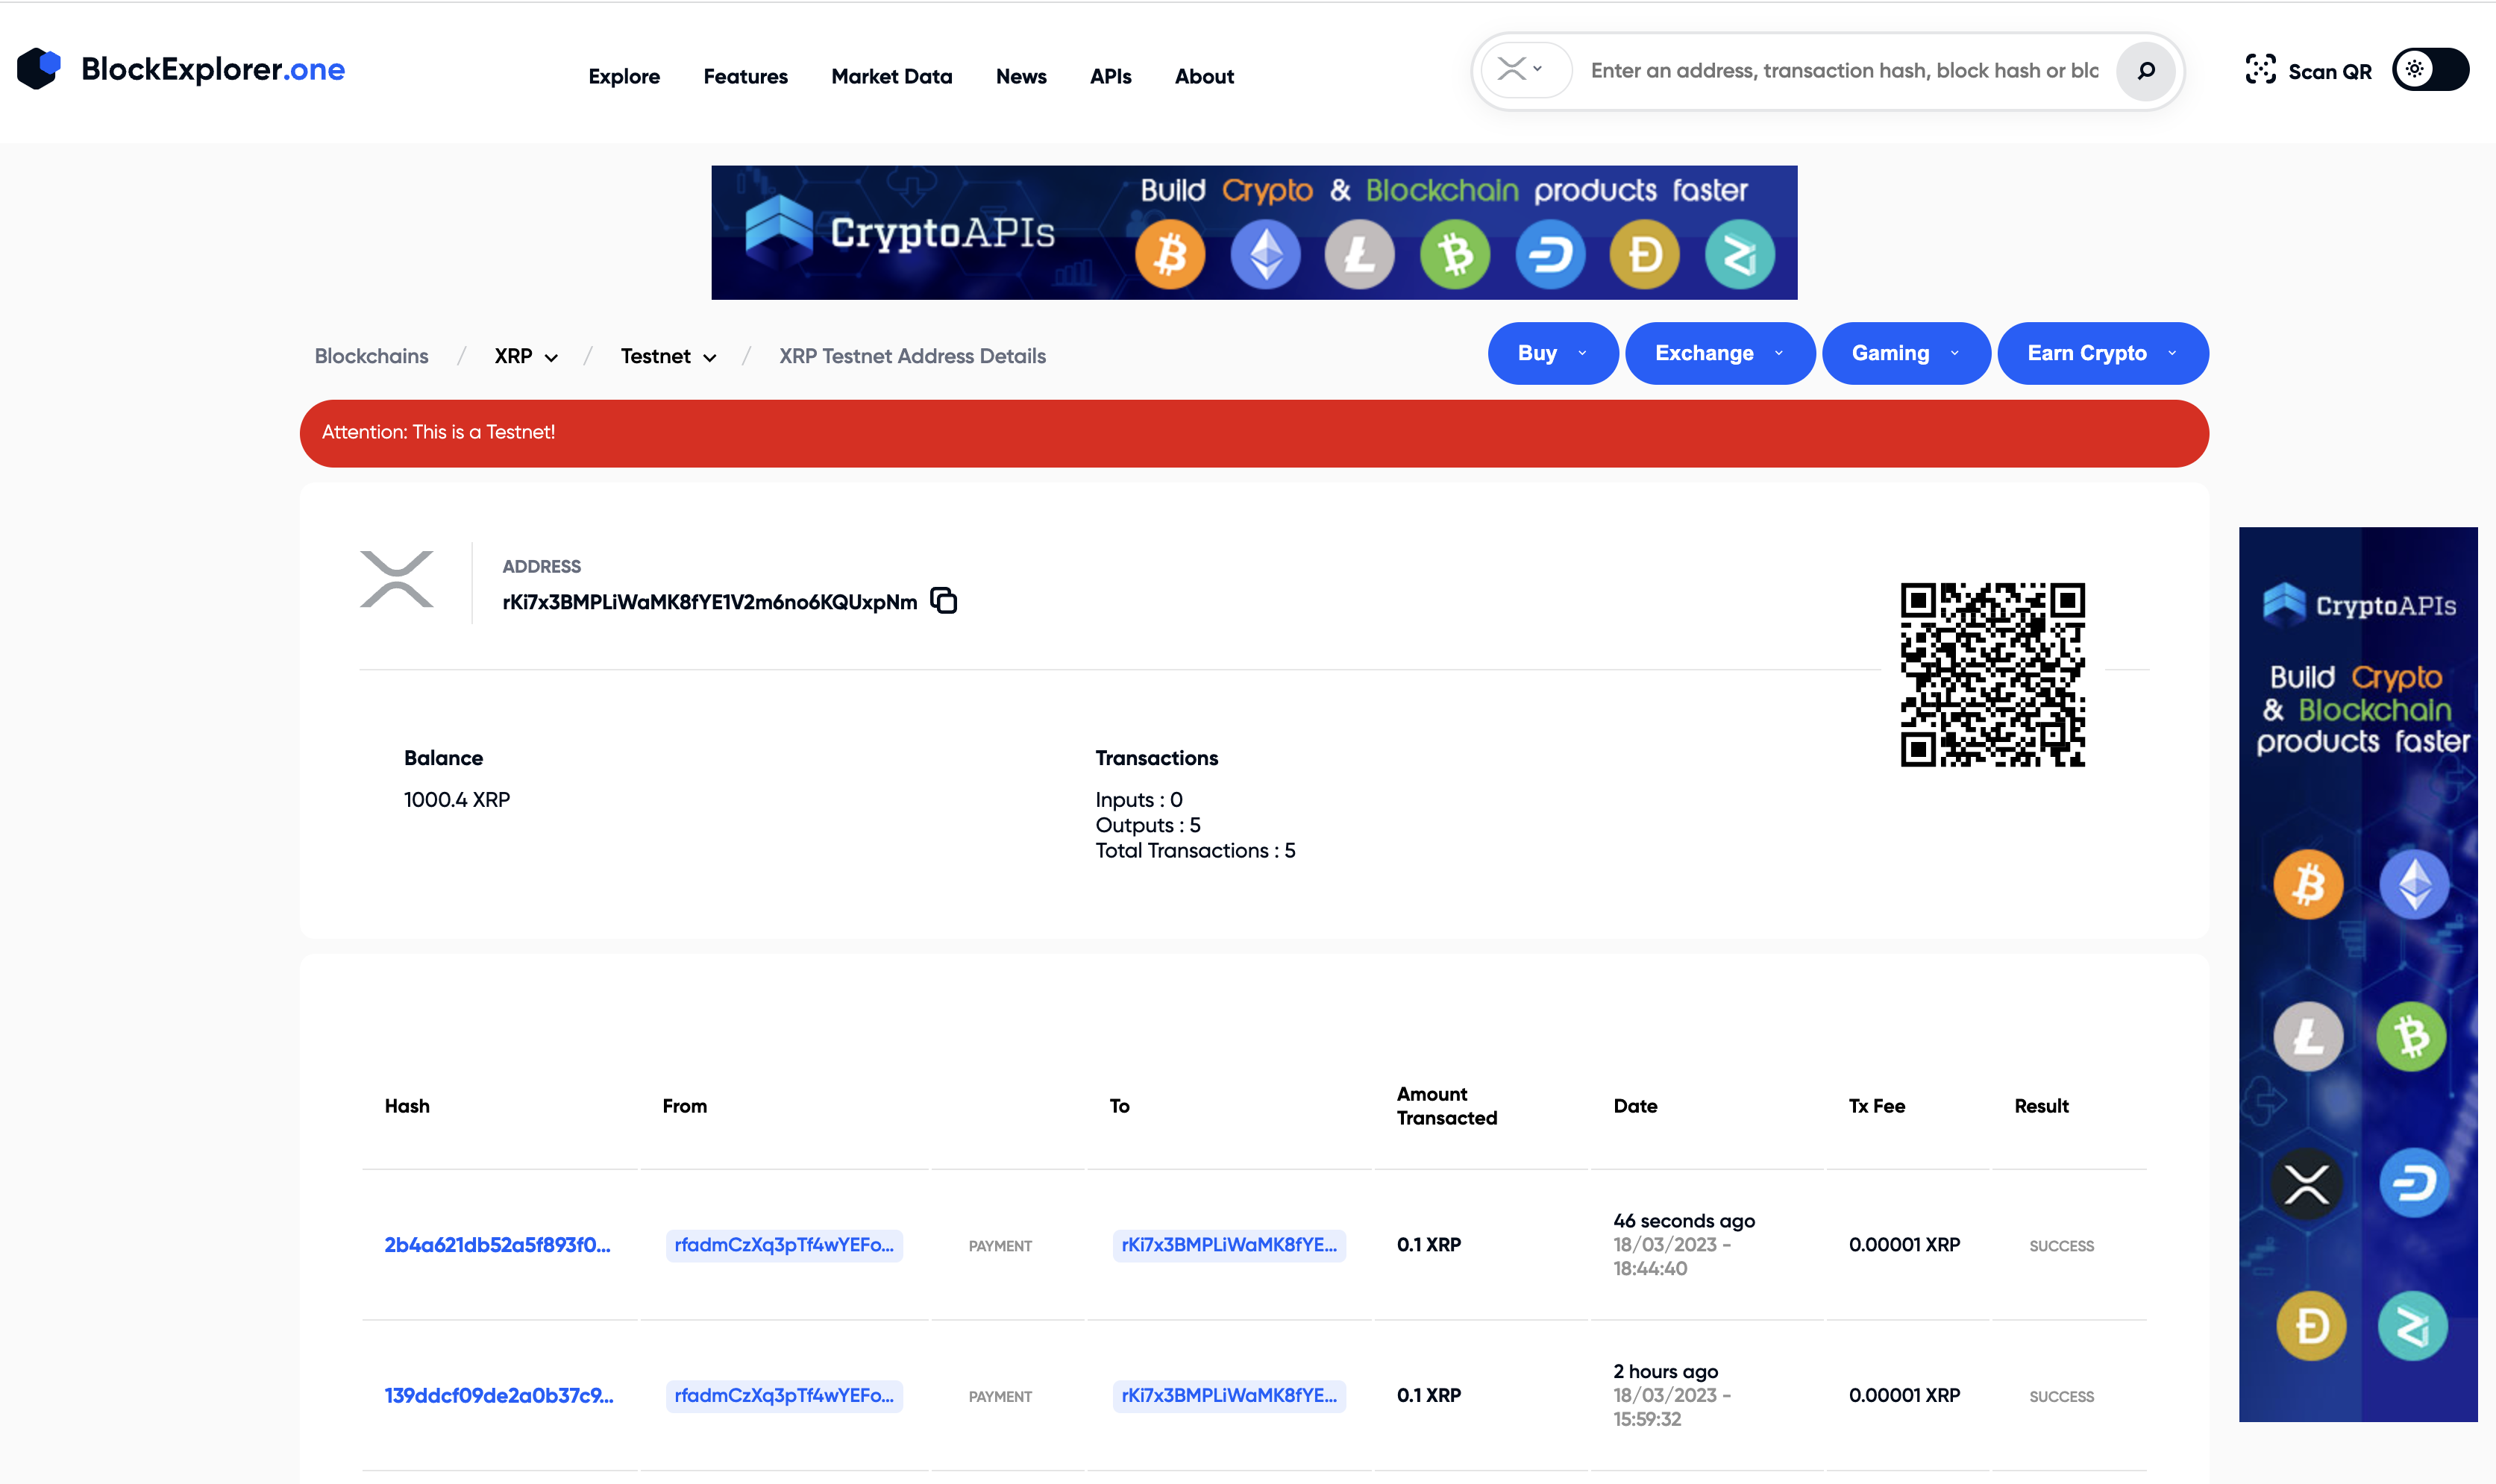 BlockExplorer.one
Explore Features Market Data News APIs About
Enter an address, transaction hash, block hash or blc
Scan QR
CryptoAPIs
Build Crypto & Blockchain products faster
Blockchains / XRP / Testnet / XRP Testnet Address Details
Buy Exchange Gaming Earn Crypto
Attention: This is a Testnet!
ADDRESS
rKi7x3BMPLiWaMK8fYE1V2m6no6KQUxpNm
Balance
1000.4 XRP
Transactions
Inputs : 0
Outputs : 5
Total Transactions : 5
CryptoAPIs
Build Crypto
& Blockchain
products faster
Hash From To Amount Transacted Date Tx Fee Result
2b4a621db52a5f893f0... rfadmCzXq3pTf4wYEFo... PAYMENT rKi7x3BMPLiWaMK8fYE... 0.1 XRP 46 seconds ago 18/03/2023 - 18:44:40 0.00001 XRP SUCCESS
139ddcf09de2a0b37c9... rfadmCzXq3pTf4wYEFo... PAYMENT rKi7x3BMPLiWaMK8fYE... 0.1 XRP 2 hours ago 18/03/2023 - 15:59:32 0.00001 XRP SUCCESS